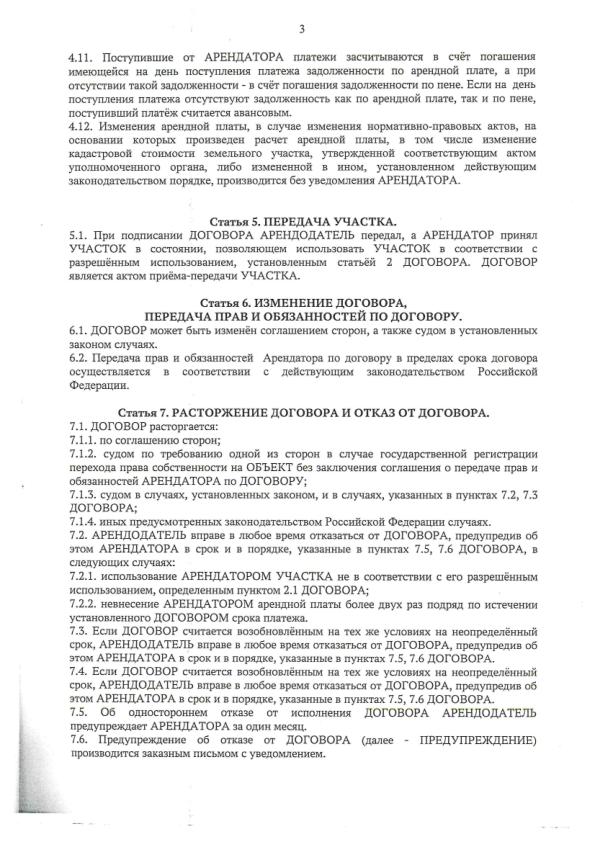 3
4.11. Поступившие от АРЕНДАТОРА платежи засчитываются в счёт погашения
имеющейся на день поступления платежа задолженности по арендной плате, а при
отсутствии такой задолженности - в счёт погашения задолженности по пене. Если на день
поступления платежа отсутствуют задолженность как по арендной плате, так и по пене,
поступивший платёж считается авансовым.
4.12. Изменения арендной платы, в случае изменения нормативно-правовых актов, на
основании которых произведен расчет арендной платы, в том числе изменение
кадастровой стоимости земельного участка, утвержденной соответствующим актом
уполномоченного органа, либо измененной в ином, установленном действующим
законодательством порядке, производится без уведомления АРЕНДАТОРА.
Статья 5. ПЕРЕДАЧА УЧАСТКА.
5.1. При подписании ДОГОВОРА АРЕНДОДАТЕЛЬ передал, а АРЕНДАТОР принял
УЧАСТОК в состоянии, позволяющем использовать УЧАСТОК в соответствии с
разрешённым использованием, установленным статьёй 2 ДОГОВОРА. ДОГОВОР
является актом приёма-передачи УЧАСТКА.
Статья 6. ИЗМЕНЕНИЕ ДОГОВОРА,
ПЕРЕДАЧА ПРАВ И ОБЯЗАННОСТЕЙ ПО ДОГОВОРУ.
6.1. ДОГОВОР может быть изменён соглашением сторон, а также судом в установленных
законом случаях.
6.2. Передача прав и обязанностей Арендатора по договору в пределах срока договора
осуществляется в соответствии с действующим законодательством Российской
Федерации.
Статья 7. РАСТОРЖЕНИЕ ДОГОВОРА И ОТКАЗ ОТ ДОГОВОРА.
7.1. ДОГОВОР расторгается:
7.1.1. по соглашению сторон;
7.1.2. судом по требованию одной из сторон в случае государственной регистрации
перехода права собственности на ОБЪЕКТ без заключения соглашения о передаче прав и
обязанностей АРЕНДАТОРА по ДОГОВОРУ;
7.1.3. судом в случаях, установленных законом, и в случаях, указанных в пунктах 7.2, 7.3
ДОГОВОРА;
7.1.4. иных предусмотренных законодательством Российской Федерации случаях.
7.2. АРЕНДОДАТЕЛЬ вправе в любое время отказаться от ДОГОВОРА, предупредив об
этом АРЕНДАТОРА в срок и в порядке, указанные в пунктах 7.5, 7.6 ДОГОВОРА, в
следующих случаях:
7.2.1. использование АРЕНДАТОРОМ УЧАСТКА не в соответствии с его разрешённым
использованием, определенным пунктом 2.1 ДОГОВОРА;
7.2.2. невнесение АРЕНДАТОРОМ арендной платы более двух раз подряд по истечении
установленного ДОГОВОРОМ срока платежа.
7.3. Если ДОГОВОР считается возобновлённым на тех же условиях на неопределённый
срок, АРЕНДОДАТЕЛЬ вправе в любое время отказаться от ДОГОВОРА, предупредив об
этом АРЕНДАТОРА в срок и в порядке, указанные в пунктах 7.5, 7.6 ДОГОВОРА.
7.4. Если ДОГОВОР считается возобновлённым на тех же условиях на неопределённый
срок, АРЕНДОДАТЕЛЬ вправе в любое время отказаться от ДОГОВОРА, предупредив об
этом АРЕНДАТОРА в срок и в порядке, указанные в пунктах 7.5, 7.6 ДОГОВОРА.
7.5. Об одностороннем отказе от исполнения ДОГОВОРА АРЕНДОДАТЕЛЬ
предупреждает АРЕНДАТОРА за один месяц.
7.6. Предупреждение об отказе от ДОГОВОРА (далее - ПРЕДУПРЕЖДЕНИЕ)
производится заказным письмом с уведомлением.